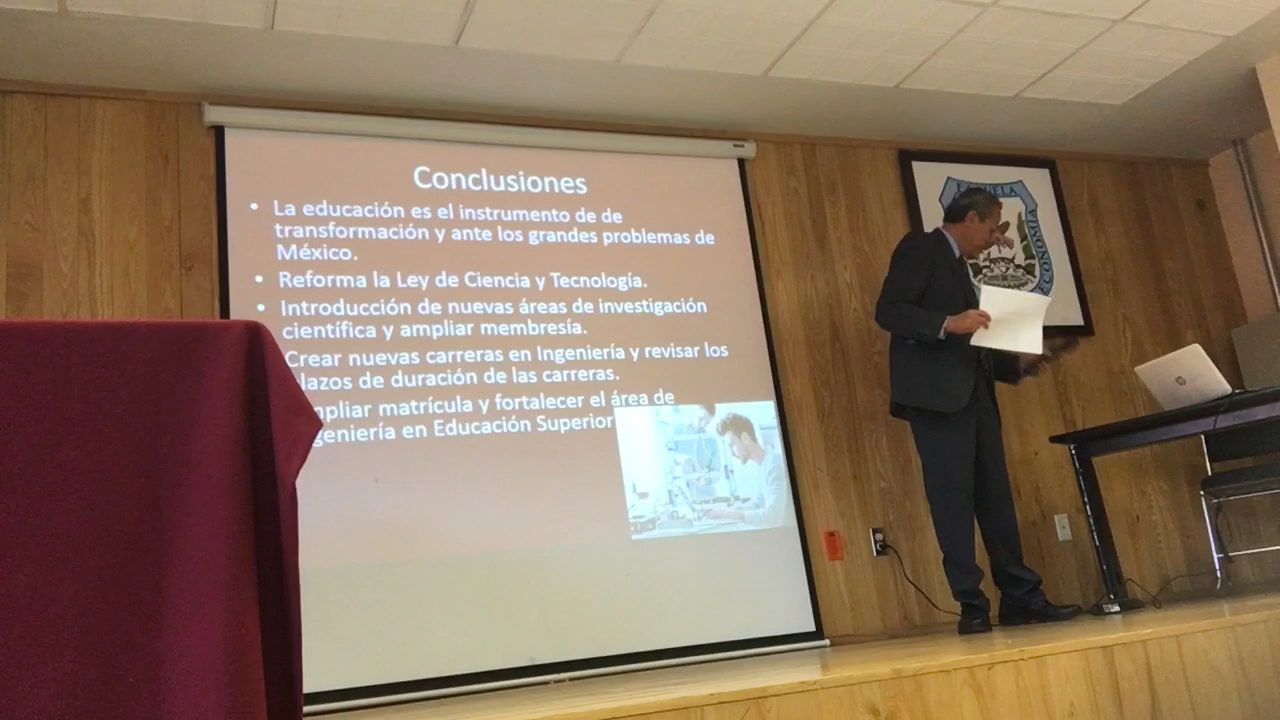 Conclusiones
• La educación es el instrumento de de
transformación y ante los grandes problemas de
México.
• Reforma la Ley de Ciencia y Tecnología.
• Introducción de nuevas áreas de investigación
científica y ampliar membresía.
Crear nuevas carreras en Ingeniería y revisar los
lazos de duración de las carreras.
mpliar matrícula y fortalecer el área de
geniería en Educación Superior
ECONOMÍA
hp